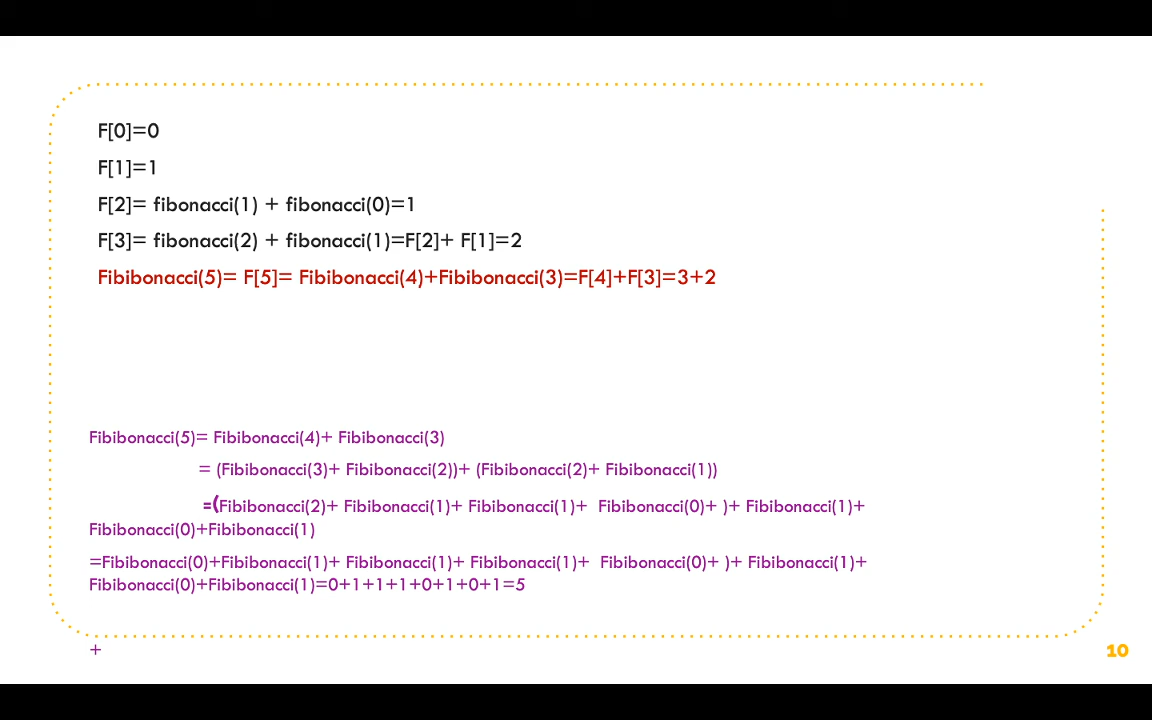 F[0]=0
F[1]=1
F[2]= fibonacci(1) + fibonacci(0)=1
F[3]= fibonacci(2) + fibonacci(1)=F[2]+ F[1]=2
Fibibonacci(5)= F[5]= Fibibonacci(4)+Fibibonacci(3)=F[4]+F[3]=3+2
Fibibonacci(5)= Fibibonacci(4)+ Fibibonacci(3)
= (Fibibonacci(3)+ Fibibonacci(2))+ (Fibibonacci(2)+ Fibibonacci(1))
=(Fibibonacci(2)+ Fibibonacci(1)+ Fibibonacci(1)+ Fibibonacci(0)+ )+ Fibibonacci(1)+
Fibibonacci(0)+Fibibonacci(1)
=Fibibonacci(0)+Fibibonacci(1)+ Fibibonacci(1)+ Fibibonacci(1)+ Fibibonacci(0)+ )+ Fibibonacci(1)+
Fibibonacci(0)+Fibibonacci(1)=0+1+1+1+0+1+0+1=5
+
10